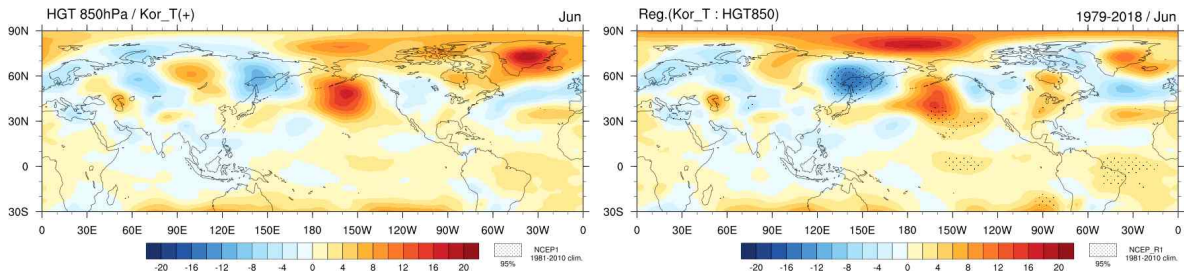 HGT 850hPa / Kor_T(+) Jun
90N
60N
30N
0
30S
0 30E 60E 90E 120E 150E 180 150W 120W 90W 60W 30W 0
-20 -16 -12 -8 -4 0 4 8 12 16 20
NCEP1
1981-2010 clim.
95%
Reg.(Kor_T : HGT850) 1979-2018 / Jun
90N
60N
30N
0
30S
0 30E 60E 90E 120E 150E 180 150W 120W 90W 60W 30W 0
-20 -16 -12 -8 -4 0 4 8 12 16 20
NCEP_R1
1981-2010 clim.
95%